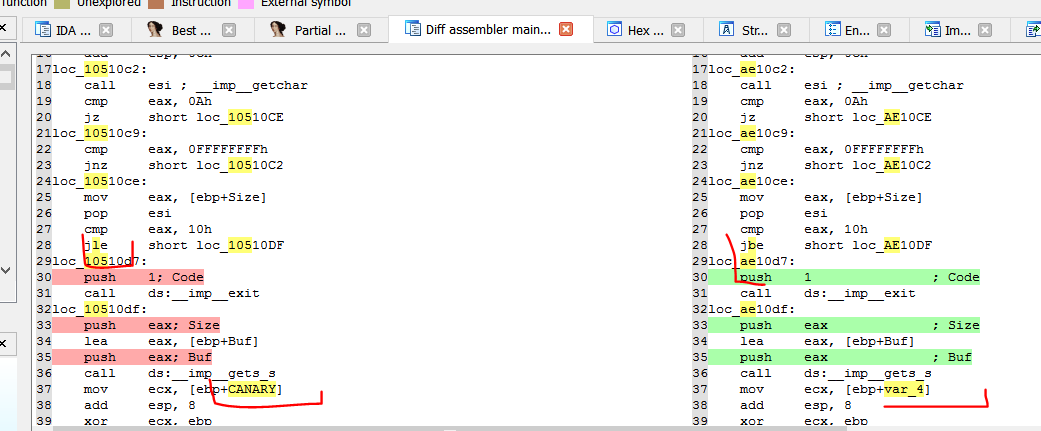 function Unexplored Instruction External symbol
IDA ... Best ... Partial ... Diff assembler main... Hex ... Str... En... Im...
17loc_10510c2:
18 call esi ; __imp__getchar
19 cmp eax, 0Ah
20 jz short loc_10510CE
21loc_10510c9:
22 cmp eax, 0FFFFFFFFh
23 jnz short loc_10510C2
24loc_10510ce:
25 mov eax, [ebp+Size]
26 pop esi
27 cmp eax, 10h
28 jle short loc_10510DF
29loc_10510d7:
30 push 1; Code
31 call ds:__imp__exit
32loc_10510df:
33 push eax; Size
34 lea eax, [ebp+Buf]
35 push eax; Buf
36 call ds:__imp__gets_s
37 mov ecx, [ebp+CANARY]
38 add esp, 8
39 xor ecx, ebp
17loc_ae10c2:
18 call esi ; __imp__getchar
19 cmp eax, 0Ah
20 jz short loc_AE10CE
21loc_ae10c9:
22 cmp eax, 0FFFFFFFFh
23 jnz short loc_AE10C2
24loc_ae10ce:
25 mov eax, [ebp+Size]
26 pop esi
27 cmp eax, 10h
28 jbe short loc_AE10DF
29loc_ae10d7:
30 push 1 ; Code
31 call ds:__imp__exit
32loc_ae10df:
33 push eax ; Size
34 lea eax, [ebp+Buf]
35 push eax ; Buf
36 call ds:__imp__gets_s
37 mov ecx, [ebp+var_4]
38 add esp, 8
39 xor ecx, ebp